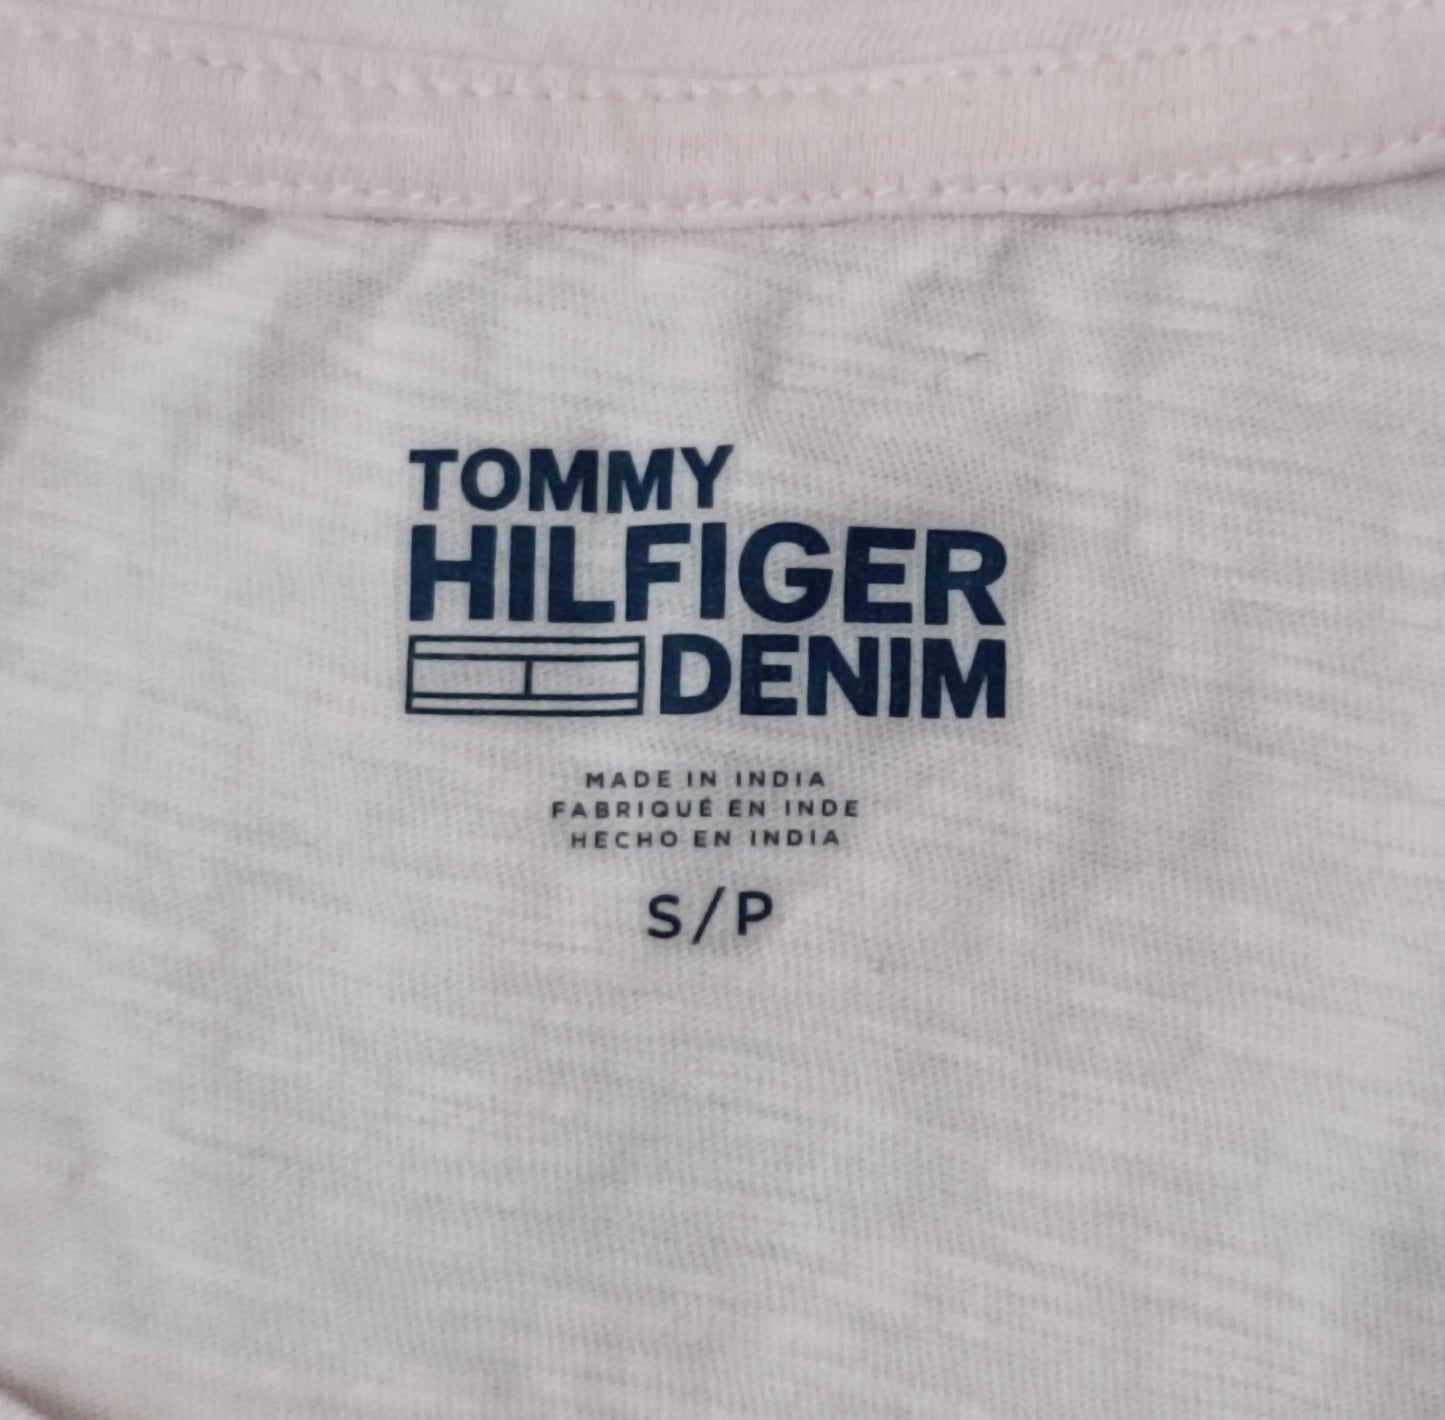 TOMMY
HILFIGER
DENIM
MADE IN INDIA
FABRIQUÉ EN INDE
HECHO EN INDIA
S/P